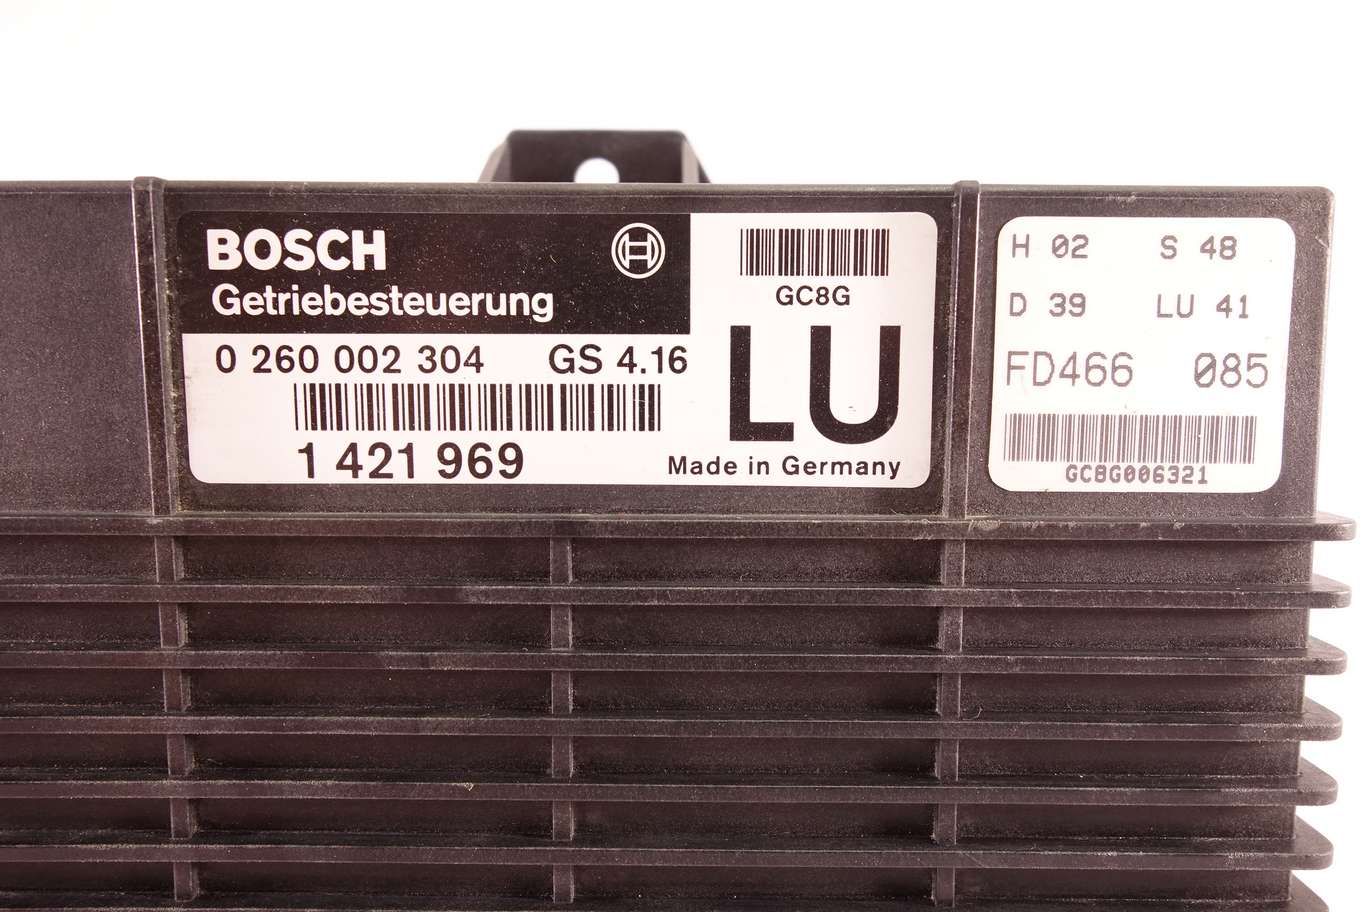 BOSCH
Getriebesteuerung
0 260 002 304 GS 4.16
1 421 969
GC8G
LU
Made in Germany
H 02 S 48
D 39 LU 41
FD466 085
GC8G006321